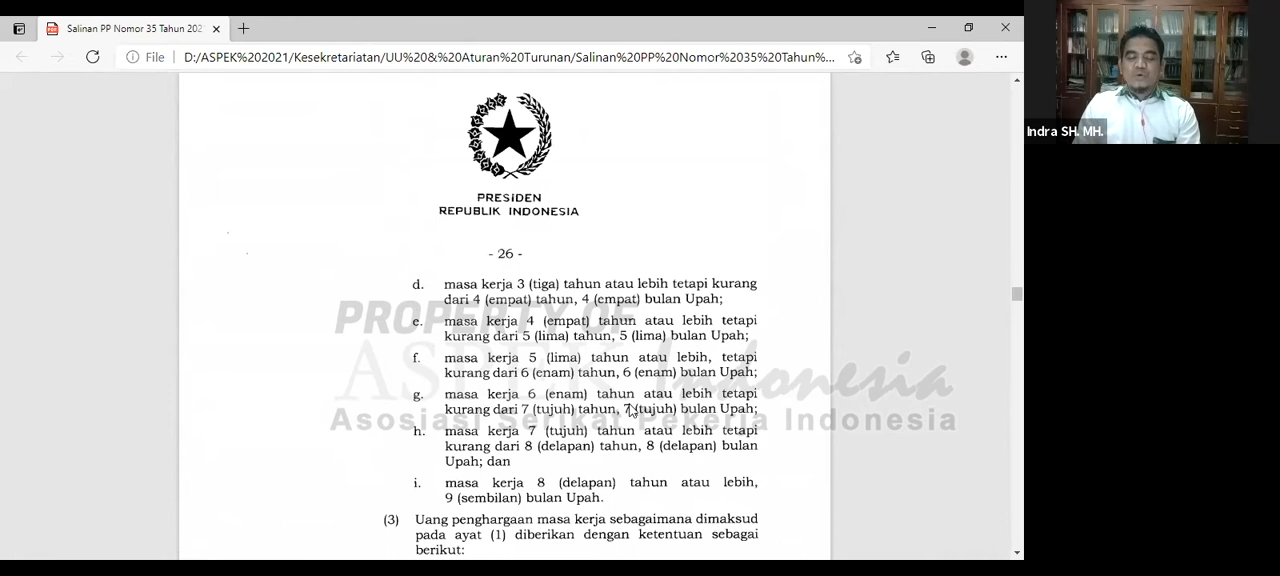 Salinan PP Nomor 35 Tahun 202
File
D:/ASPEK%202021/Kesekretariatan/UU%20&%20Aturan%20Turunan/Salinan%20PP%20Nomor%2035%20Tahun%...
Indra SH. MH.
PRESIDEN
REPUBLIK INDONESIA
- 26 -
d. masa kerja 3 (tiga) tahun atau lebih tetapi kurang
dari 4 (empat) tahun, 4 (empat) bulan Upah;
e. masa kerja 4 (empat) tahun atau lebih tetapi
kurang dari 5 (lima) tahun, 5 (lima) bulan Upah;
f. masa kerja 5 (lima) tahun atau lebih, tetapi
kurang dari 6 (enam) tahun, 6 (enam) bulan Upah;
g. masa kerja 6 (enam) tahun atau lebih tetapi
kurang dari 7 (tujuh) tahun, 7 (tujuh) bulan Upah;
h. masa kerja 7 (tujuh) tahun atau lebih tetapi
kurang dari 8 (delapan) tahun, 8 (delapan) bulan
Upah; dan
i. masa kerja 8 (delapan) tahun atau lebih,
9 (sembilan) bulan Upah.
(3) Uang penghargaan masa kerja sebagaimana dimaksud
pada ayat (1) diberikan dengan ketentuan sebagai
berikut:
PROPERTY OF
ASPEK Indonesia
Asosiasi Serikat Pekerja Indonesia